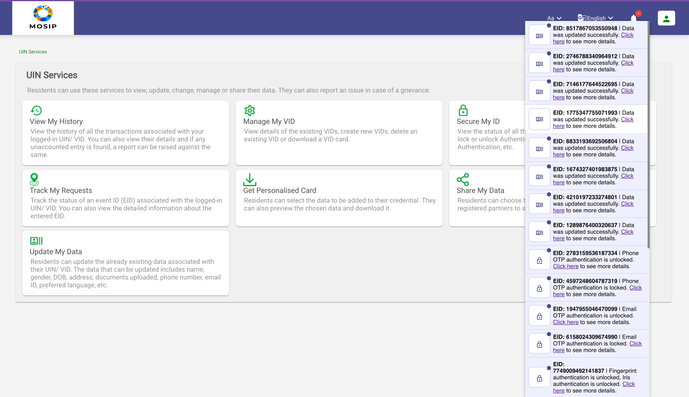 MOSIP
Aa
English
UIN Services
UIN Services
Residents can use these services to view, update, change, manage or share their data. They can also report an issue in case of a grievance.
View My History
View the history of all the transactions associated with your
logged-in UIN/ VID. You can also view their details and if any
unaccounted entry is found, a report can be raised against the
same.
Manage My VID
View details of the existing VIDs, create new VIDs, delete an
existing VID or download a VID card.
Secure My ID
View the status of all the
lock or unlock Authentic
Authentication, etc.
Track My Requests
Track the status of an event ID (EID) associated with the logged-in
UIN/ VID. You can also view the detailed information about the
entered EID.
Get Personalised Card
Residents can select the data to be added to their credential. They
can also preview the chosen data and download it.
Share My Data
Residents can choose t
registered partners to a
Update My Data
Residents can update the already existing data associated with
their UIN/ VID. The data that can be updated includes name,
gender, DOB, address, documents uploaded, phone number, email
ID, preferred language, etc.
EID: 8517867053550948 | Data
was updated successfully. Click
here to see more details.
EID: 2746788340964912 | Data
was updated successfully. Click
here to see more details.
EID: 7146177644522695 | Data
was updated successfully. Click
here to see more details.
EID: 1775347755071993 | Data
was updated successfully. Click
here to see more details.
EID: 8833193692506804 | Data
was updated successfully. Click
here to see more details.
EID: 1674327401983875 | Data
was updated successfully. Click
here to see more details.
EID: 4210197233274801 | Data
was updated successfully. Click
here to see more details.
EID: 1289876400320637 | Data
was updated successfully. Click
here to see more details.
EID: 2783159536187334 | Phone
OTP authentication is unlocked.
Click here to see more details.
EID: 4597248604787319 | Phone
OTP authentication is locked. Click
here to see more details.
EID: 1947955046470099 | Email
OTP authentication is unlocked.
Click here to see more details.
EID: 6158024309674990 | Email
OTP authentication is locked. Click
here to see more details.
EID:
7749009492141837 | Fingerprint
authentication is unlocked, Iris
authentication is unlocked. Click
here to see more details.